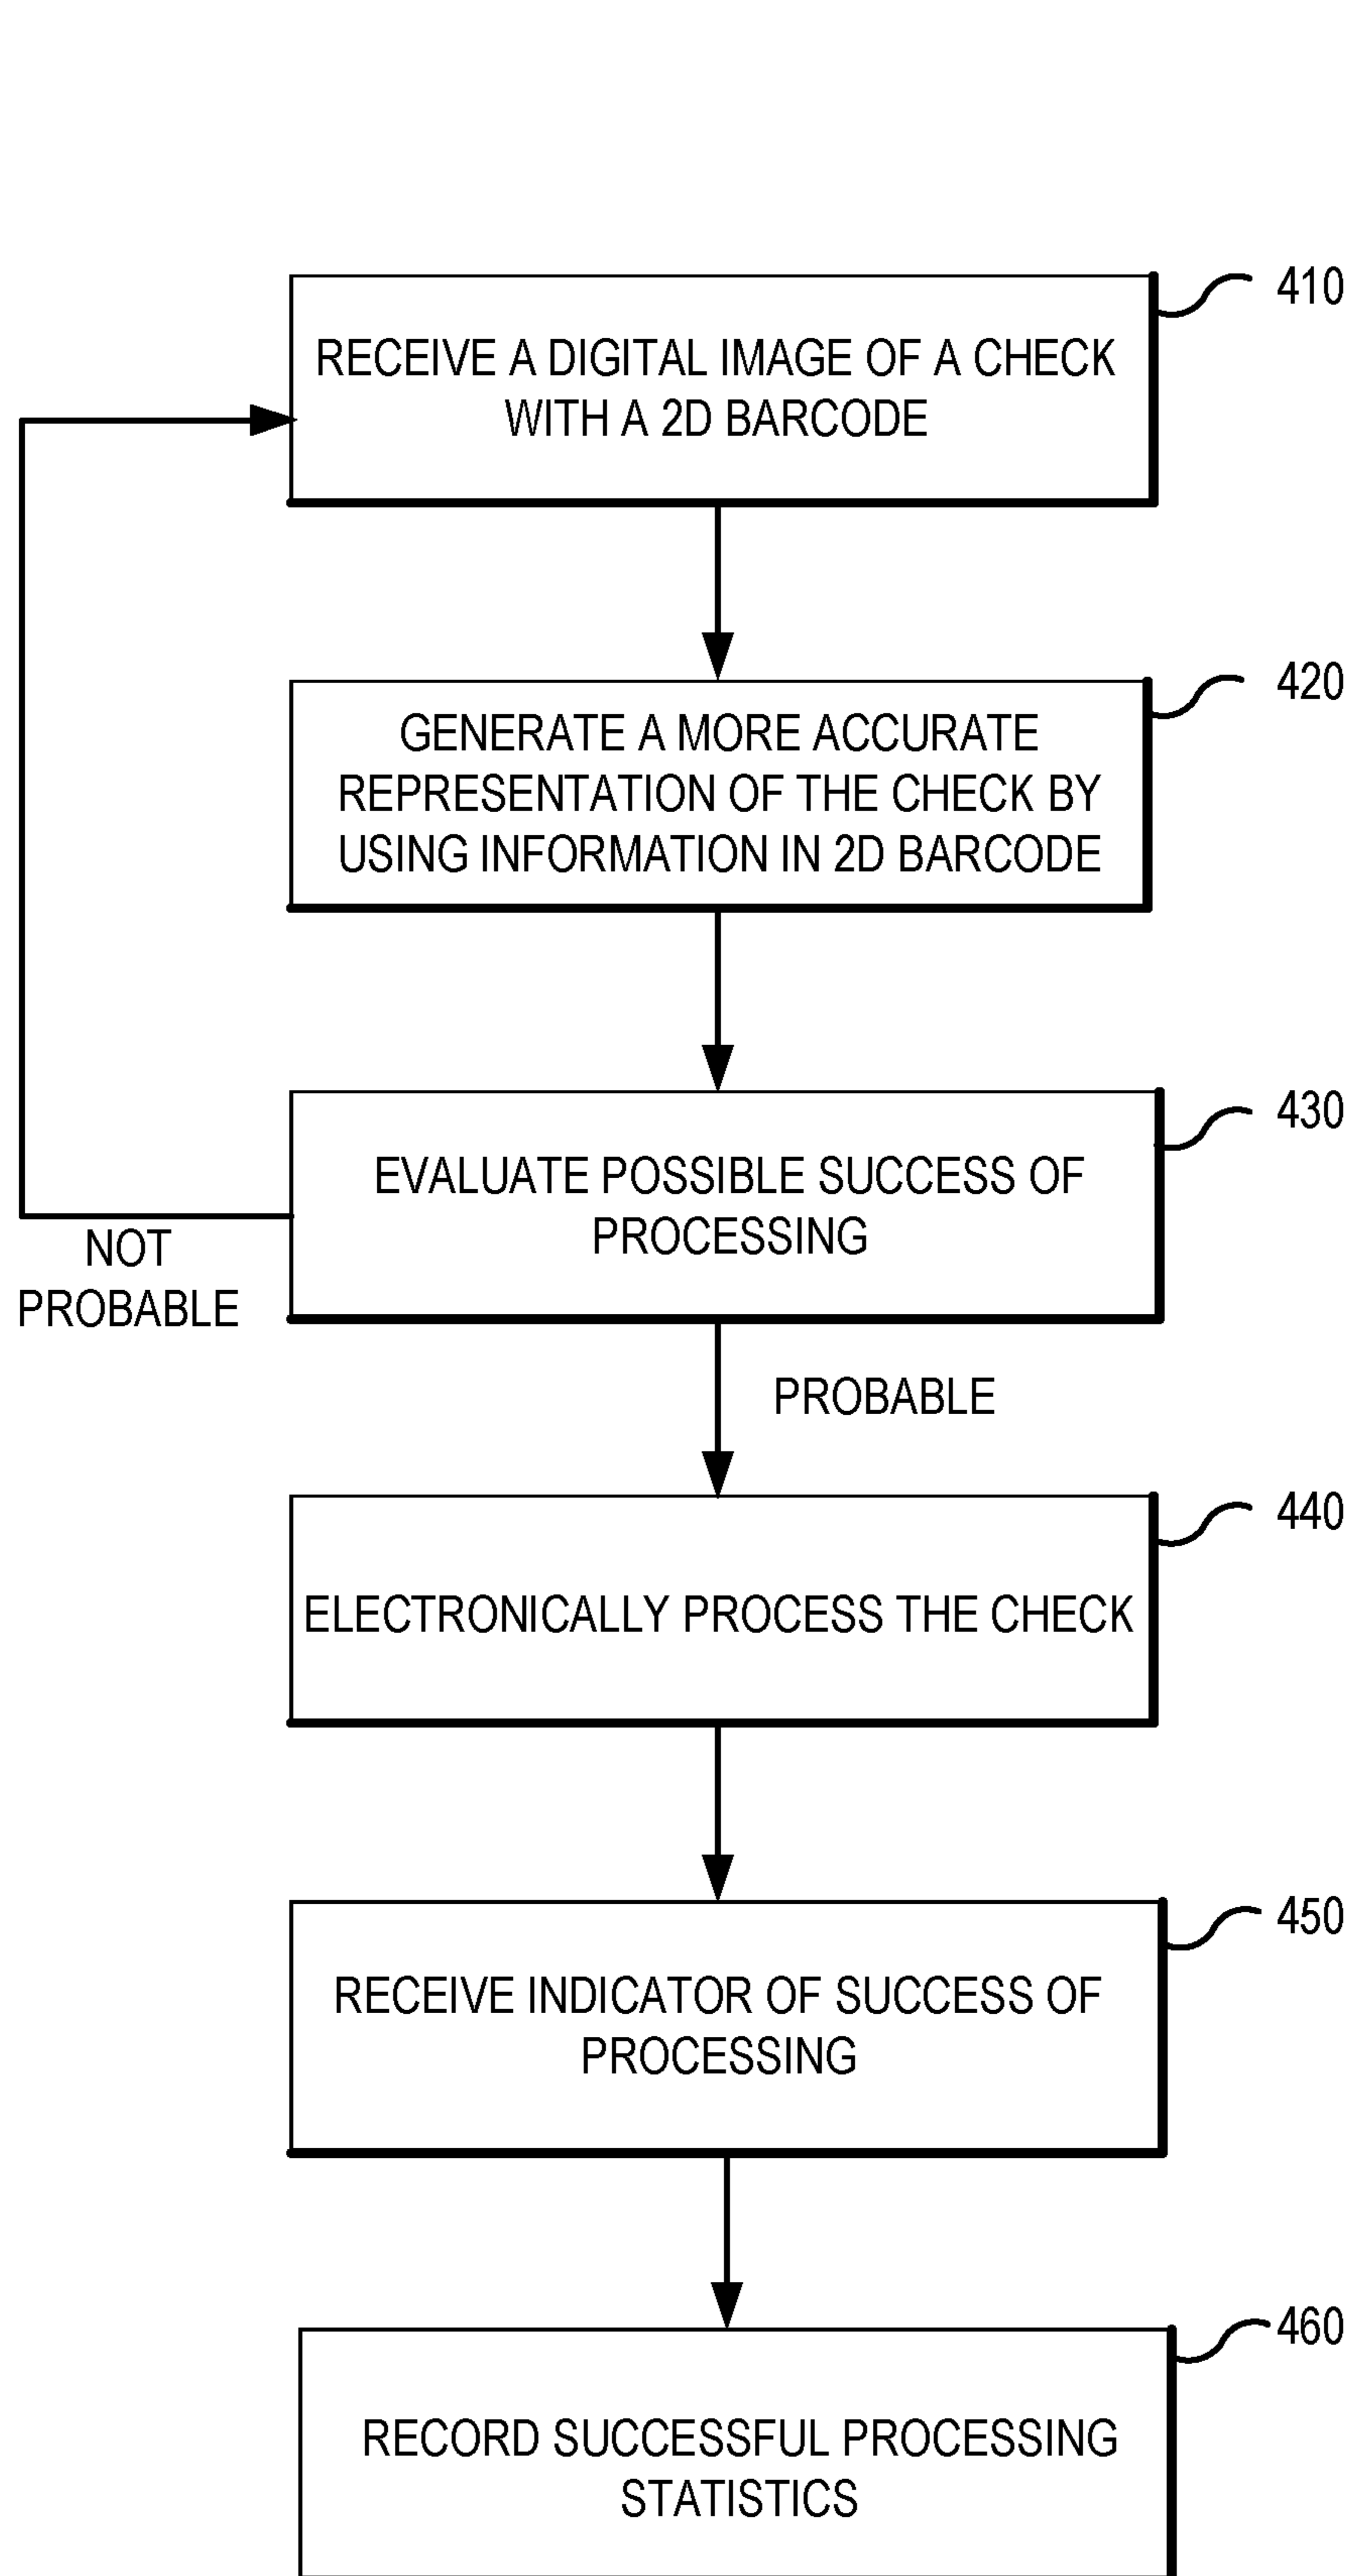 410
RECEIVE A DIGITAL IMAGE OF A CHECK
WITH A 2D BARCODE
420
GENERATE A MORE ACCURATE
REPRESENTATION OF THE CHECK BY
USING INFORMATION IN 2D BARCODE
430
EVALUATE POSSIBLE SUCCESS OF
PROCESSING
NOT
PROBABLE
PROBABLE
440
ELECTRONICALLY PROCESS THE CHECK
450
RECEIVE INDICATOR OF SUCCESS OF
PROCESSING
460
RECORD SUCCESSFUL PROCESSING
STATISTICS